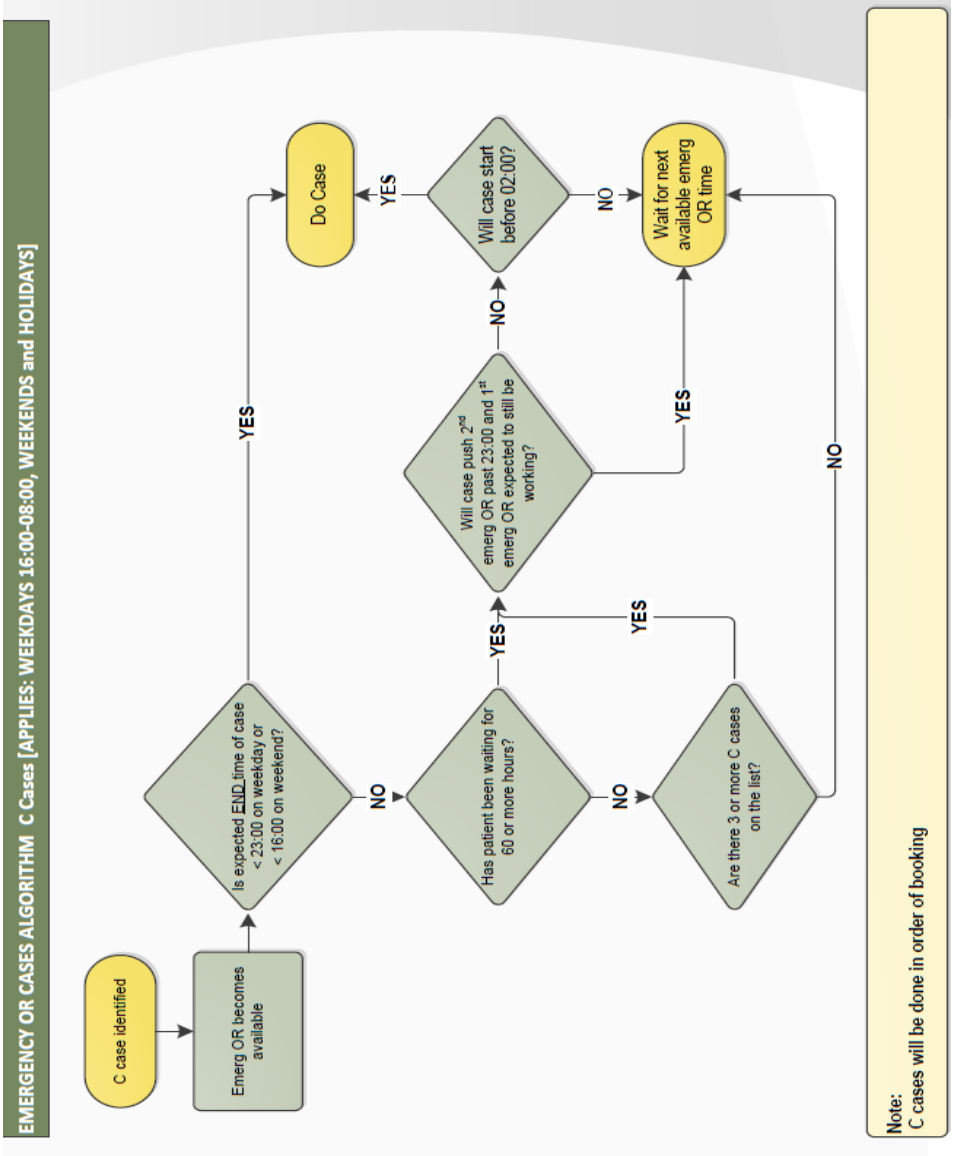 EMERGENCY OR CASES ALGORITHM C Cases [APPLIES: WEEKDAYS 16:00-08:00, WEEKENDS and HOLIDAYS]
C case identified
Emerg OR becomes
available
Is expected END time of case
< 23:00 on weekday or
< 16:00 on weekend?
YES
Do Case
NO
Has patient been waiting for
60 or more hours?
YES
Will case push 2nd
emerg OR past 23:00 and 1st
emerg OR expected to still be
working?
NO
Will case start
before 02:00?
YES
NO
YES
Wait for next
available emerg
OR time
NO
Are there 3 or more C cases
on the list?
YES
NO
Note:
C cases will be done in order of booking